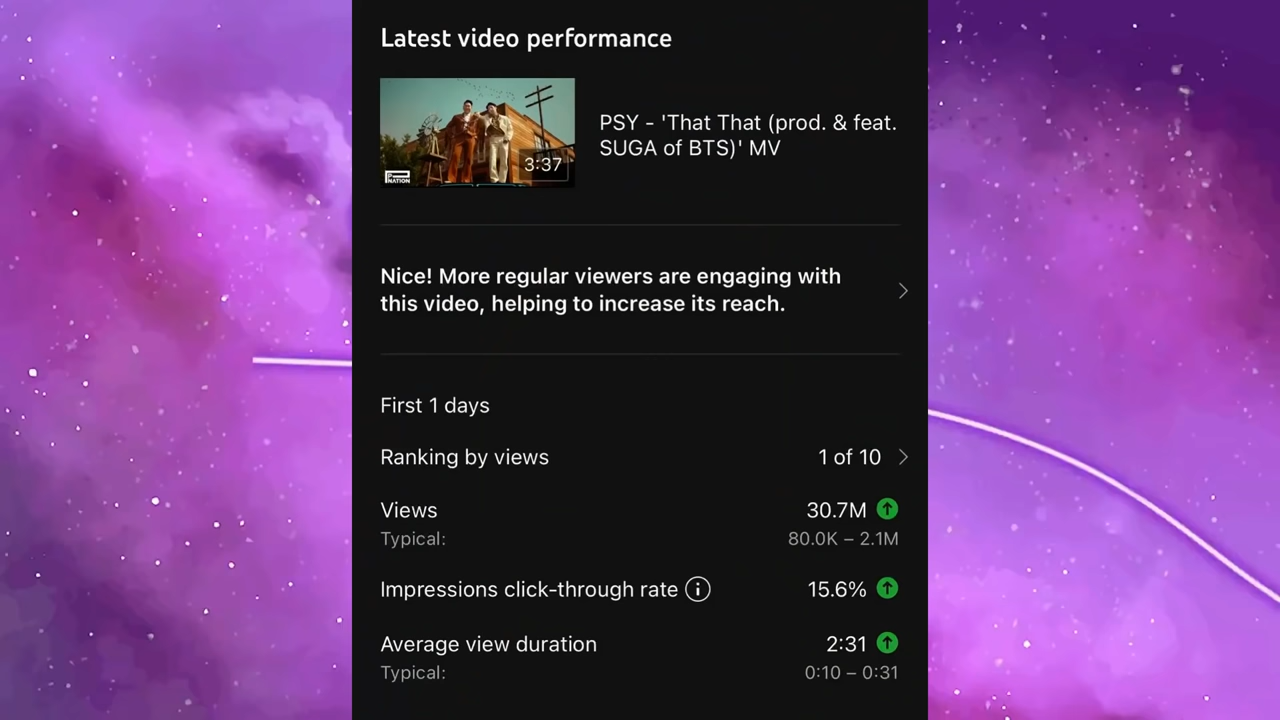 Latest video performance
3:37
P NATION
PSY - 'That That (prod. & feat.
SUGA of BTS)' MV
Nice! More regular viewers are engaging with
this video, helping to increase its reach.
First 1 days
Ranking by views 1 of 10
Views 30.7M
Typical: 80.0K – 2.1M
Impressions click-through rate 15.6%
Average view duration 2:31
Typical: 0:10 – 0:31